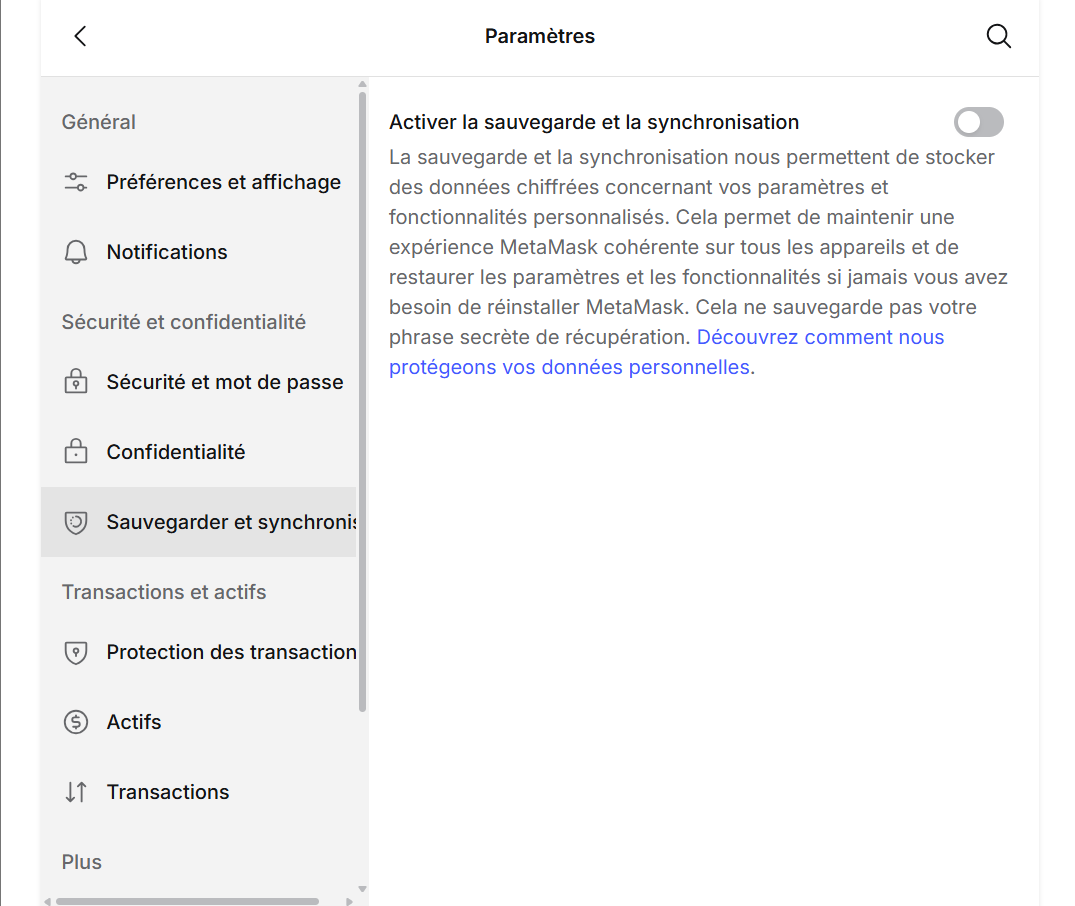 Paramètres
Général
Préférences et affichage
Notifications
Sécurité et confidentialité
Sécurité et mot de passe
Confidentialité
Sauvegarder et synchronis
Transactions et actifs
Protection des transaction
Actifs
Transactions
Plus
Activer la sauvegarde et la synchronisation
La sauvegarde et la synchronisation nous permettent de stocker
des données chiffrées concernant vos paramètres et
fonctionnalités personnalisés. Cela permet de maintenir une
expérience MetaMask cohérente sur tous les appareils et de
restaurer les paramètres et les fonctionnalités si jamais vous avez
besoin de réinstaller MetaMask. Cela ne sauvegarde pas votre
phrase secrète de récupération. Découvrez comment nous
protégeons vos données personnelles.